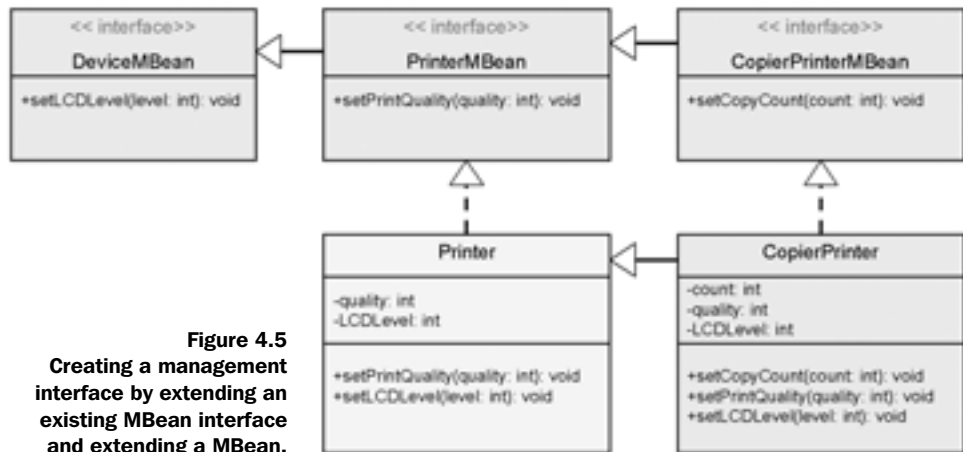 << interface>>
DeviceMBean
+setLCDLevel(level: int): void
<< interface>>
PrinterMBean
+setPrintQuality(quality: int): void
<< interface>>
CopierPrinterMBean
+setCopyCount(count: int): void
Printer
-quality: int
-LCDLevel: int
+setPrintQuality(quality: int): void
+setLCDLevel(level: int): void
CopierPrinter
-count: int
-quality: int
-LCDLevel: int
+setCopyCount(count: int): void
+setPrintQuality(quality: int): void
+setLCDLevel(level: int): void
Figure 4.5
Creating a management
interface by extending an
existing MBean interface
and extending a MBean.